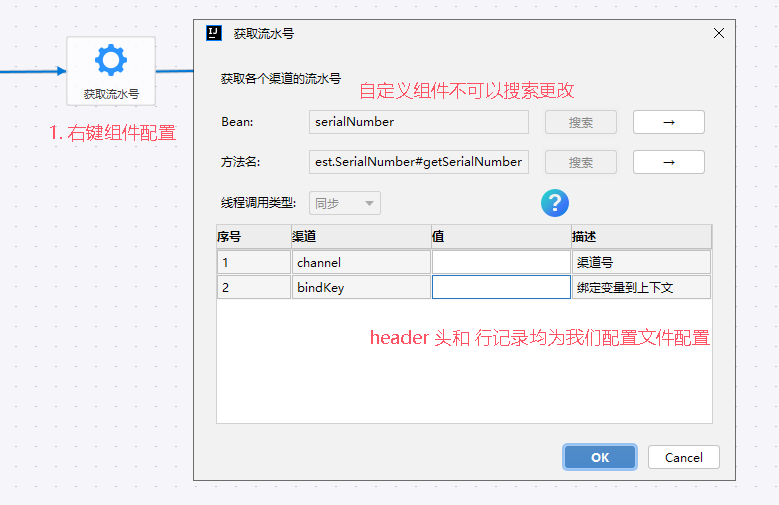 IJ
获取流水号
获取各个渠道的流水号
自定义组件不可以搜索更改
获取流水号
1. 右键组件配置
Bean:
serialNumber
搜索
→
方法名:
est.SerialNumber#getSerialNumber
搜索
→
线程调用类型:
同步
?
序号 渠道 值 描述
1 channel 渠道号
2 bindKey 绑定变量到上下文
header 头和 行记录均为我们配置文件配置
OK
Cancel